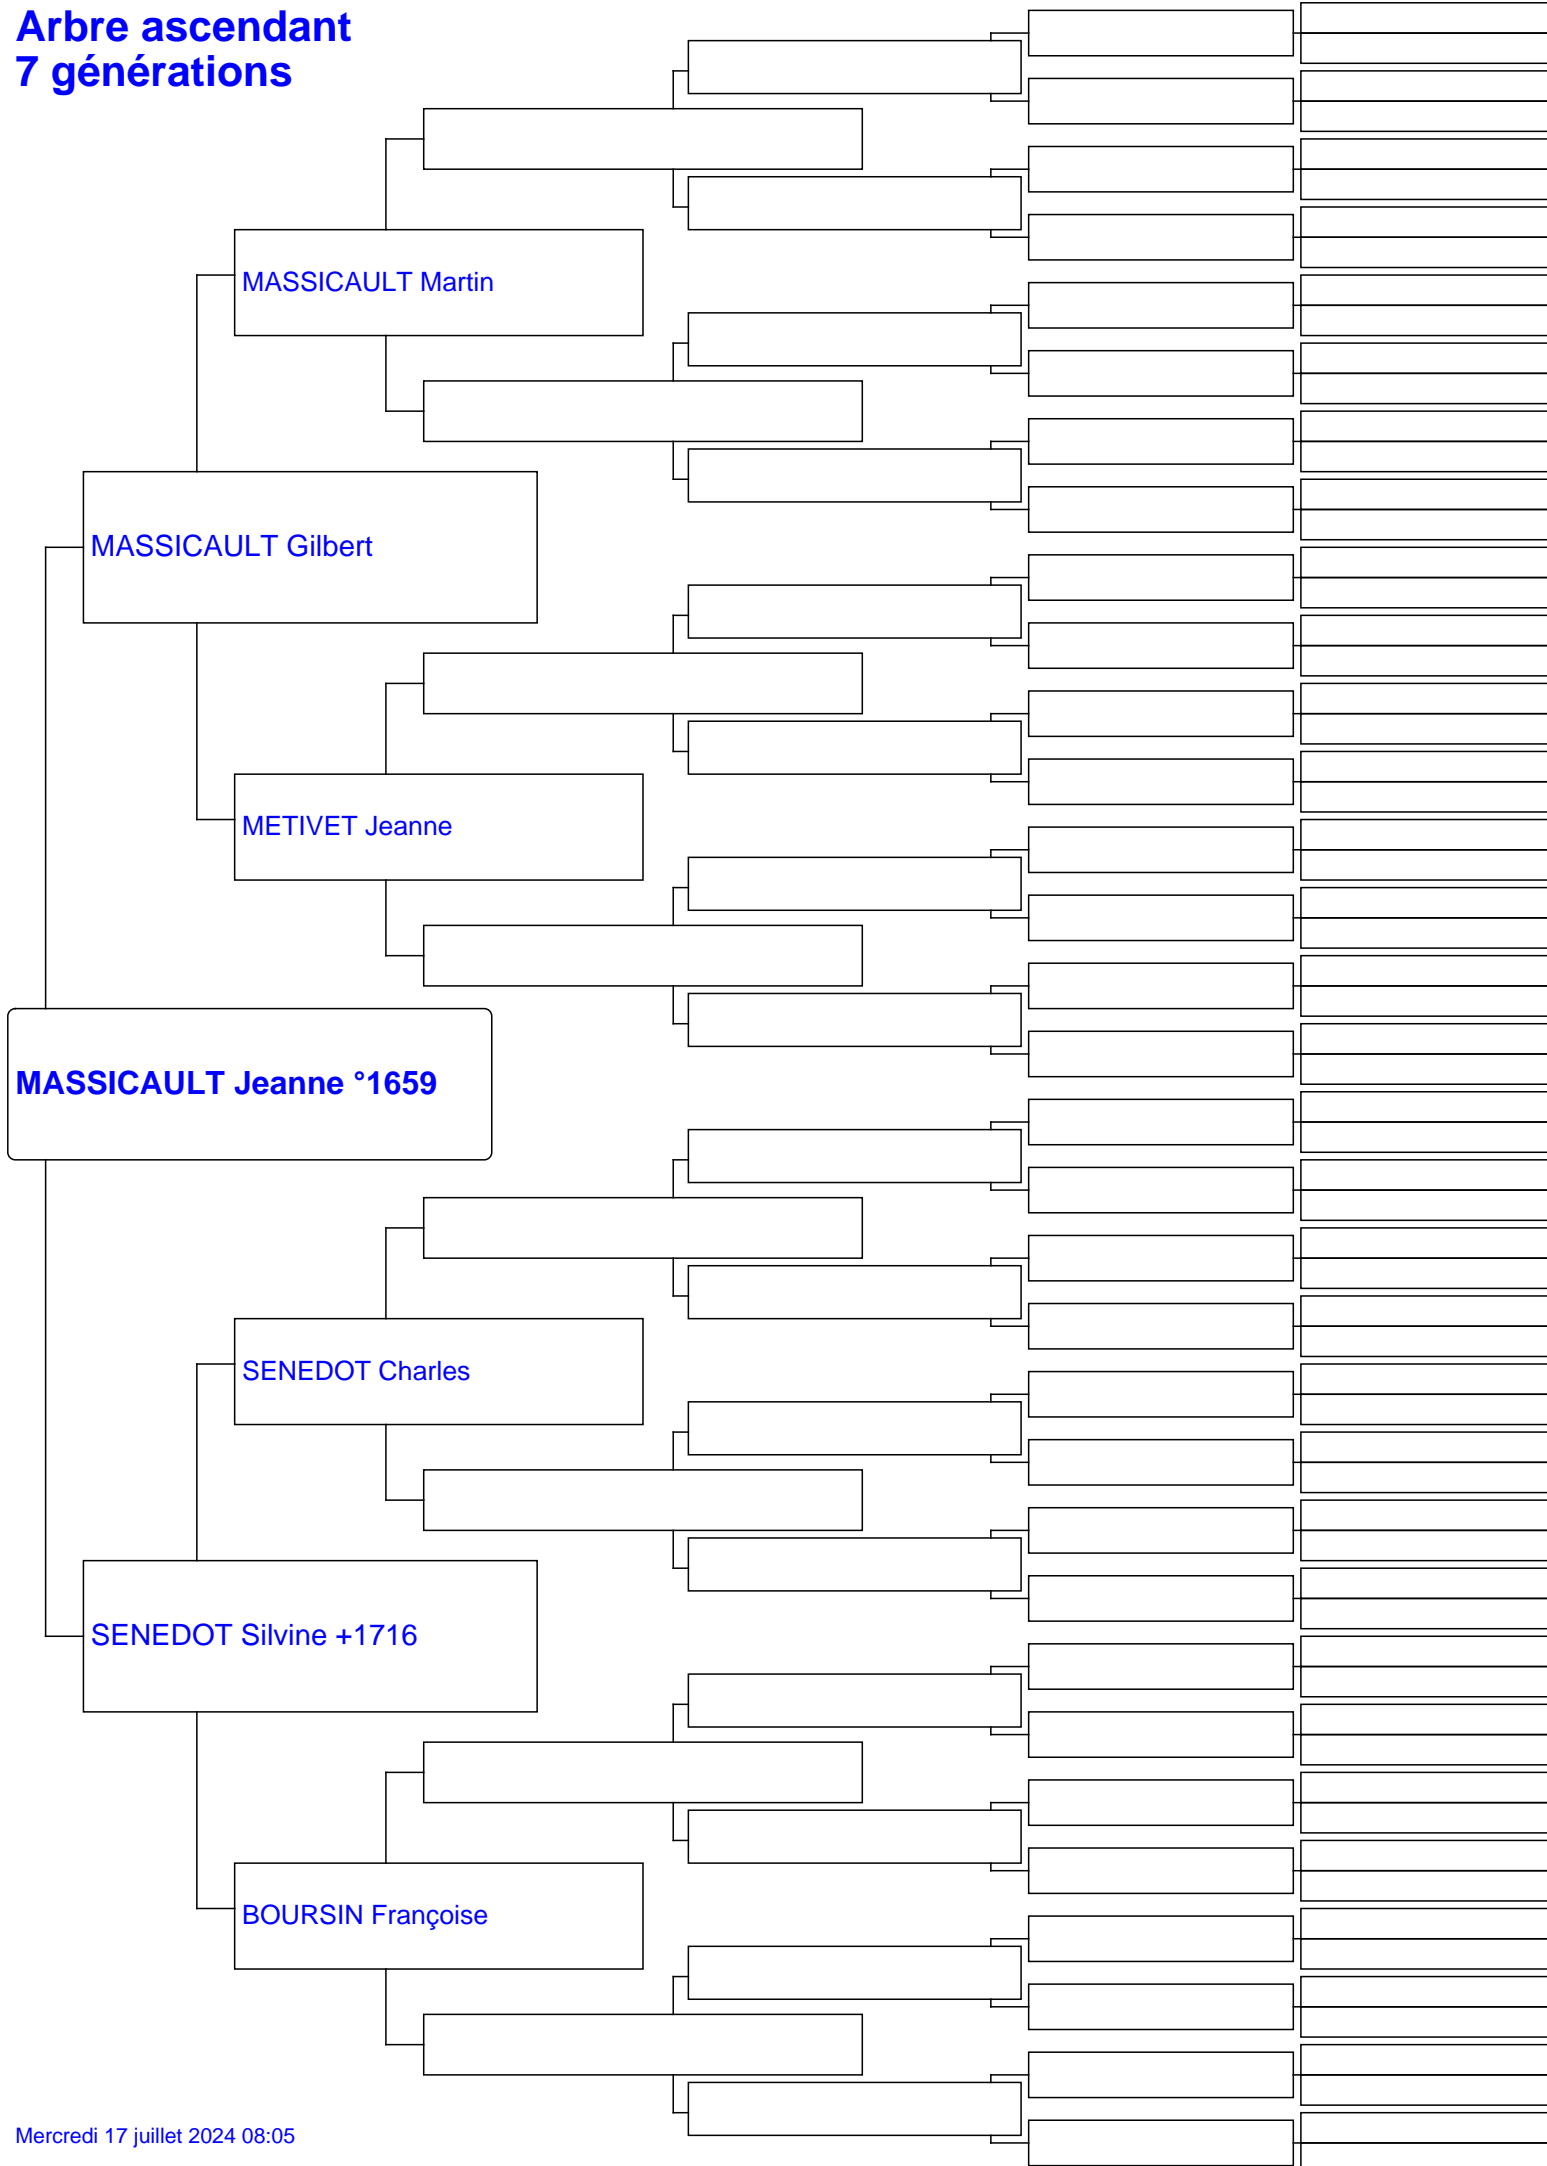 Arbre ascendant
7 générations
MASSICAULT Martin
MASSICAULT Gilbert
METIVET Jeanne
MASSICAULT Jeanne °1659
SENEDOT Charles
SENEDOT Silvine +1716
BOURSIN Françoise
Mercredi 17 juillet 2024 08:05